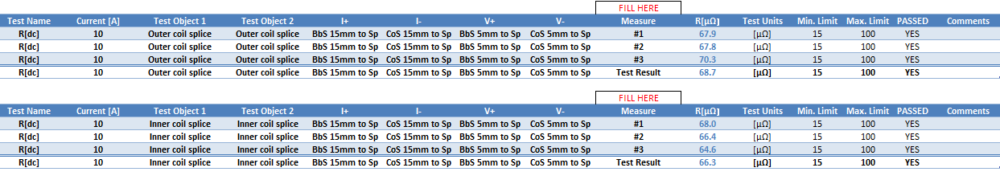 FILL HERE
Test Name Current [A] Test Object 1 Test Object 2 I+ I- V+ V- Measure R[μΩ] Test Units Min. Limit Max. Limit PASSED Comments
R[dc] 10 Outer coil splice Outer coil splice BbS 15mm to Sp CoS 15mm to Sp BbS 5mm to Sp CoS 5mm to Sp #1 67.9 [μΩ] 15 100 YES
R[dc] 10 Outer coil splice Outer coil splice BbS 15mm to Sp CoS 15mm to Sp BbS 5mm to Sp CoS 5mm to Sp #2 67.8 [μΩ] 15 100 YES
R[dc] 10 Outer coil splice Outer coil splice BbS 15mm to Sp CoS 15mm to Sp BbS 5mm to Sp CoS 5mm to Sp #3 70.3 [μΩ] 15 100 YES
R[dc] 10 Outer coil splice Outer coil splice BbS 15mm to Sp CoS 15mm to Sp BbS 5mm to Sp CoS 5mm to Sp Test Result 68.7 [μΩ] 15 100 YES
FILL HERE
Test Name Current [A] Test Object 1 Test Object 2 I+ I- V+ V- Measure R[μΩ] Test Units Min. Limit Max. Limit PASSED Comments
R[dc] 10 Inner coil splice Inner coil splice BbS 15mm to Sp CoS 15mm to Sp BbS 5mm to Sp CoS 5mm to Sp #1 68.0 [μΩ] 15 100 YES
R[dc] 10 Inner coil splice Inner coil splice BbS 15mm to Sp CoS 15mm to Sp BbS 5mm to Sp CoS 5mm to Sp #2 66.4 [μΩ] 15 100 YES
R[dc] 10 Inner coil splice Inner coil splice BbS 15mm to Sp CoS 15mm to Sp BbS 5mm to Sp CoS 5mm to Sp #3 64.6 [μΩ] 15 100 YES
R[dc] 10 Inner coil splice Inner coil splice BbS 15mm to Sp CoS 15mm to Sp BbS 5mm to Sp CoS 5mm to Sp Test Result 66.3 [μΩ] 15 100 YES